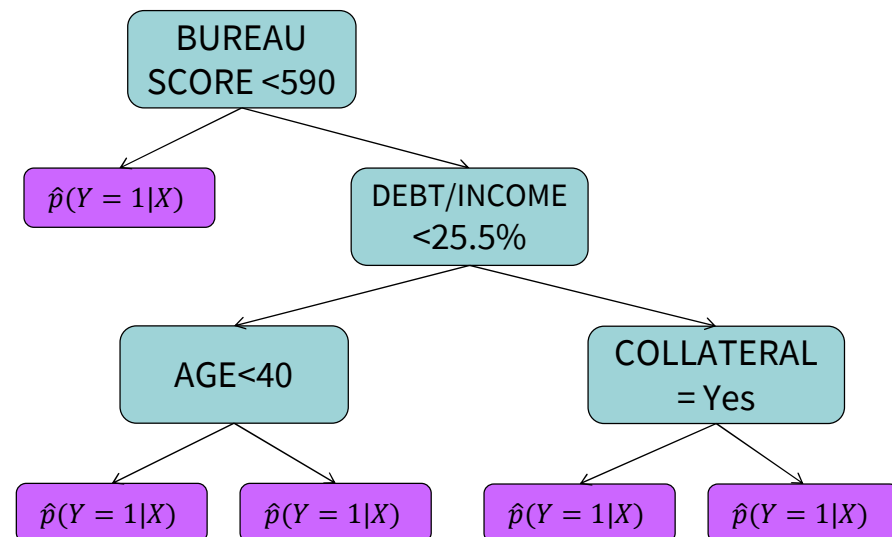 BUREAU
SCORE <590
p̂(Y = 1|X)
DEBT/INCOME
<25.5%
AGE<40
COLLATERAL
= Yes
p̂(Y = 1|X)
p̂(Y = 1|X)
p̂(Y = 1|X)
p̂(Y = 1|X)